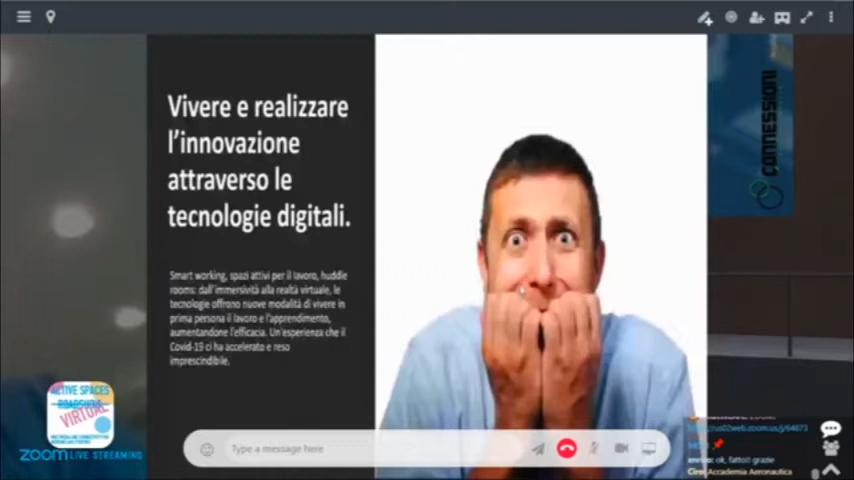 Vivere e realizzare
l'innovazione
attraverso le
tecnologie digitali.
Smart working, spazi attivi per il lavoro, huddle
rooms: dall'immersività alla realtà virtuale, le
tecnologie offrono nuove modalità di vivere in
prima persona il lavoro e l'apprendimento,
aumentandone l'efficacia. Un'esperienza che il
Covid-19 ci ha accelerato e reso
imprescindibile.
CONNESSIONI
ACTIVE SPACES
ROADSHOW
VIRTUAL
zoom LIVE STREAMING
Type a message here
enrico: ok, fatto!! grazie
Ciro, Accademia Aeronautica